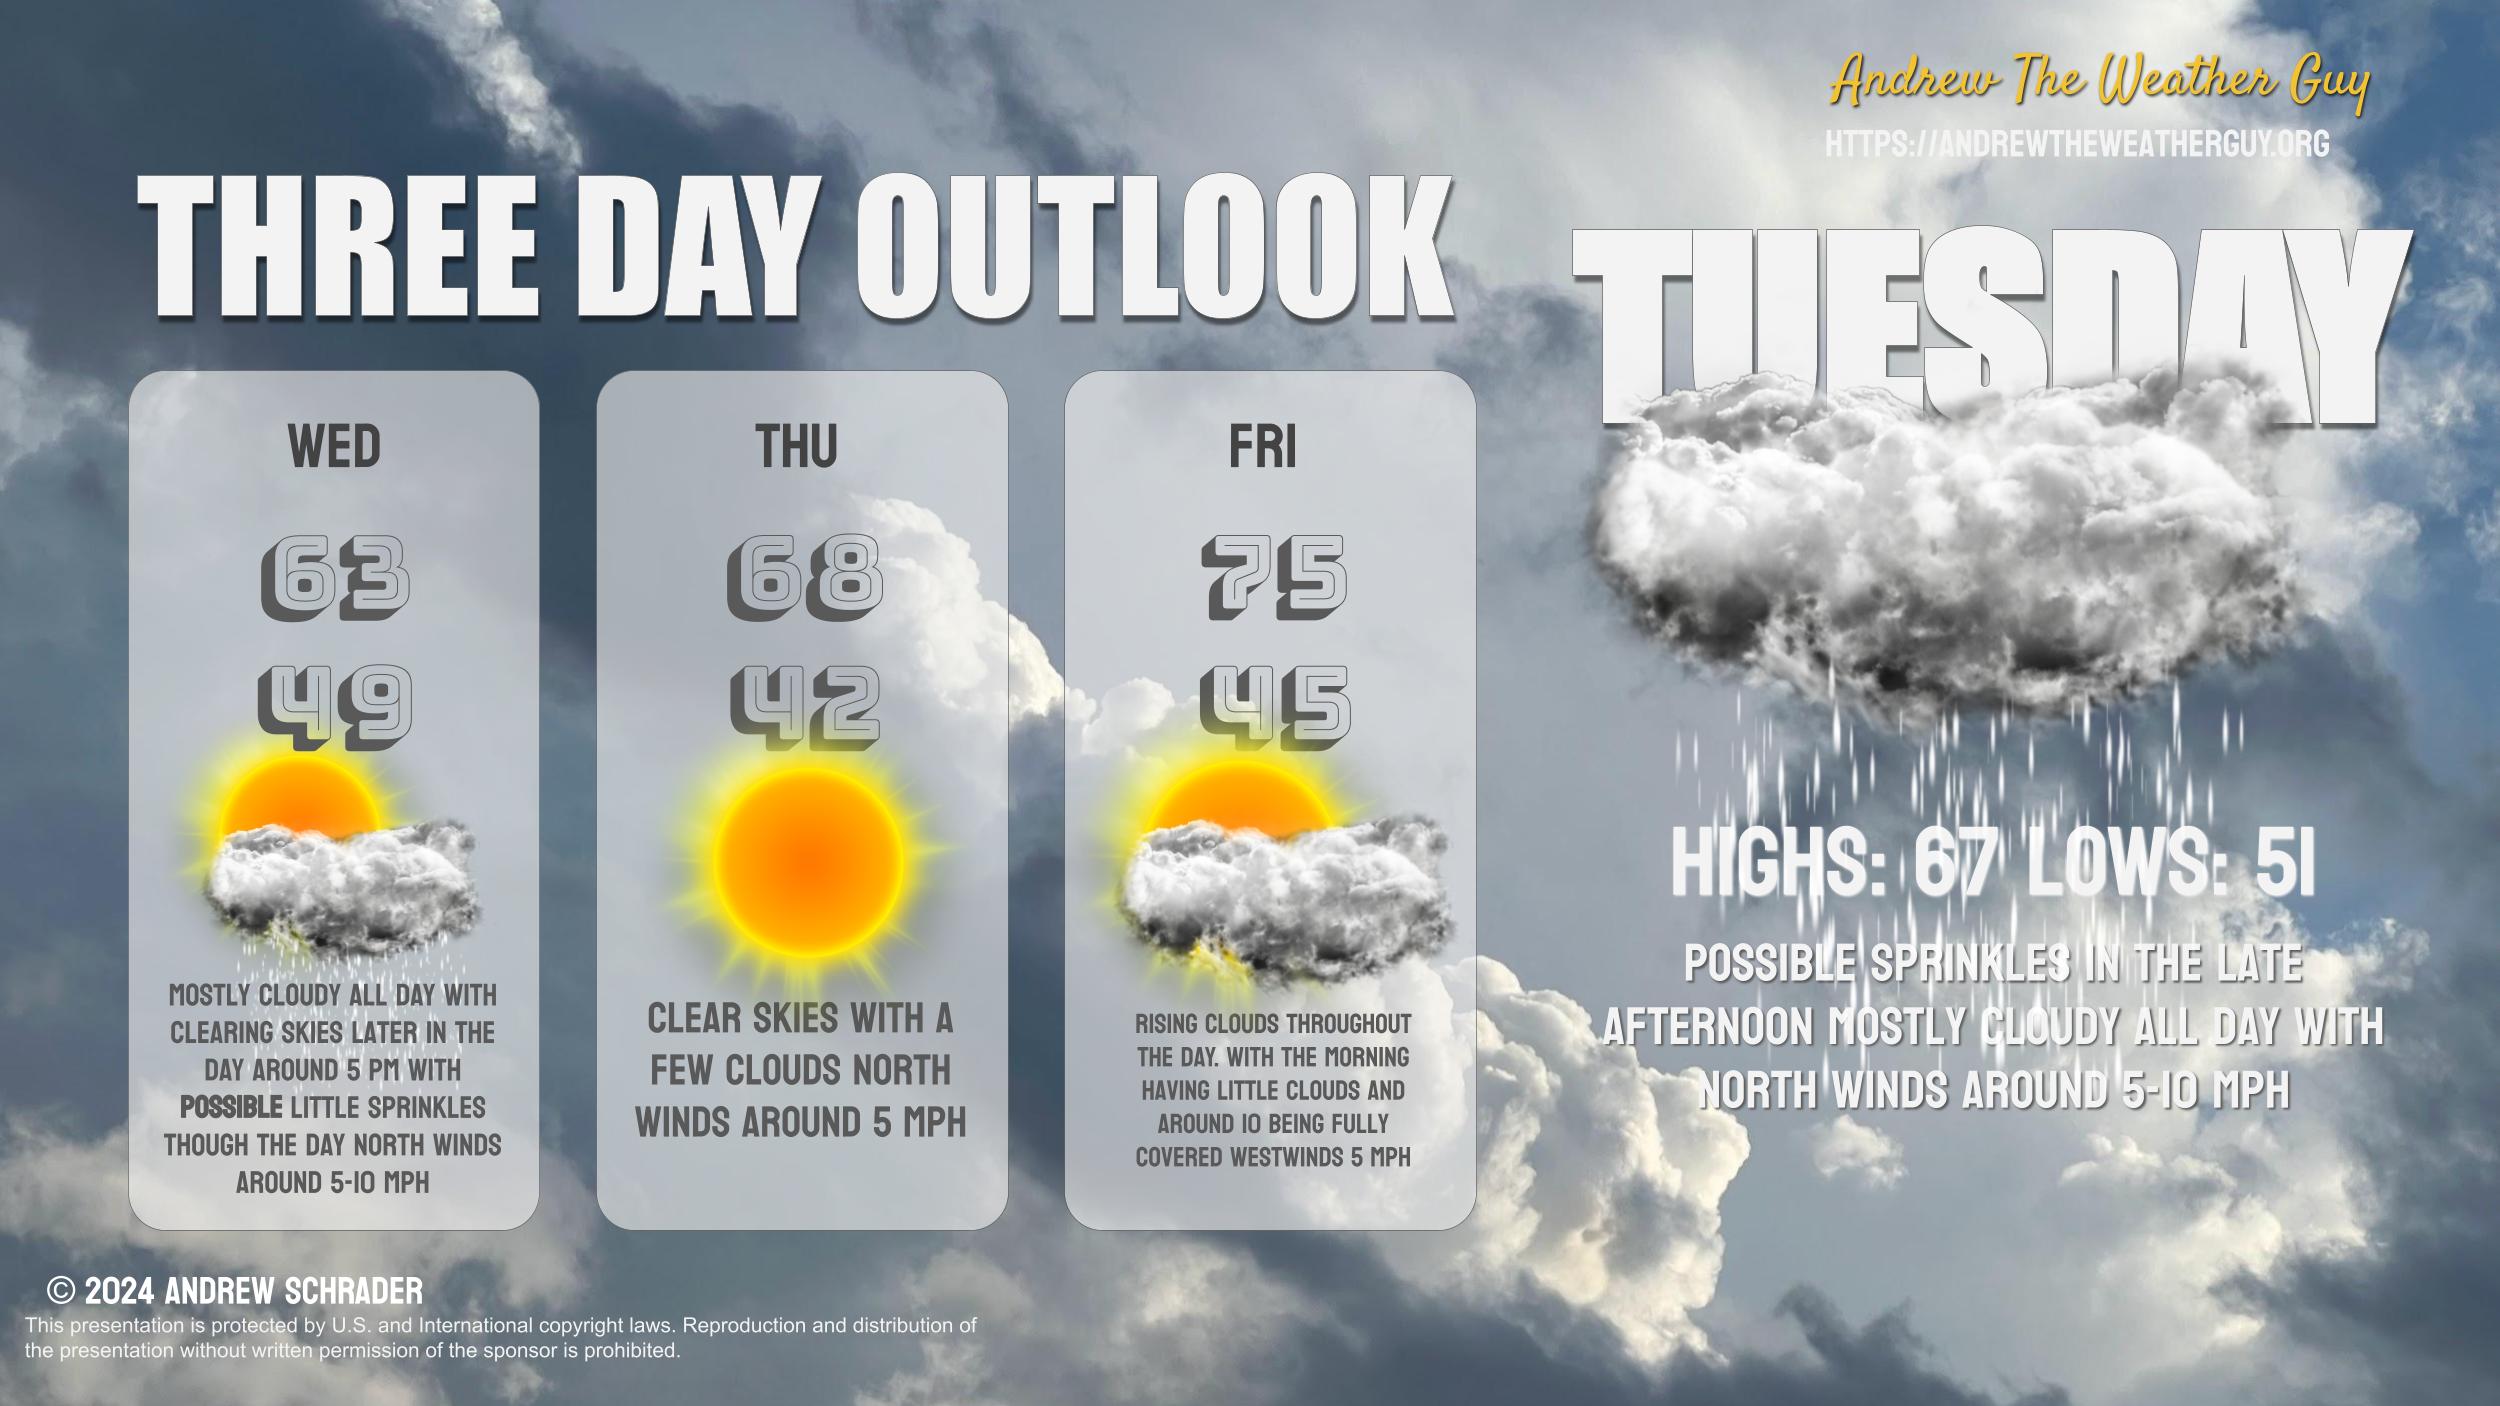 Andrew The Weather Guy
HTTPS://ANDREWTHEWEATHERGUY.ORG
THREE DAY OUTLOOK
WED
63
49
MOSTLY CLOUDY ALL DAY WITH
CLEARING SKIES LATER IN THE
DAY AROUND 5 PM WITH
POSSIBLE LITTLE SPRINKLES
THOUGH THE DAY NORTH WINDS
AROUND 5-10 MPH
THU
68
42
CLEAR SKIES WITH A
FEW CLOUDS NORTH
WINDS AROUND 5 MPH
FRI
75
45
RISING CLOUDS THROUGHOUT
THE DAY. WITH THE MORNING
HAVING LITTLE CLOUDS AND
AROUND 10 BEING FULLY
COVERED WESTWINDS 5 MPH
TUESDAY
HIGHS: 67 LOWS: 51
POSSIBLE SPRINKLES IN THE LATE
AFTERNOON MOSTLY CLOUDY ALL DAY WITH
NORTH WINDS AROUND 5-10 MPH
© 2024 ANDREW SCHRADER
This presentation is protected by U.S. and International copyright laws. Reproduction and distribution of
the presentation without written permission of the sponsor is prohibited.